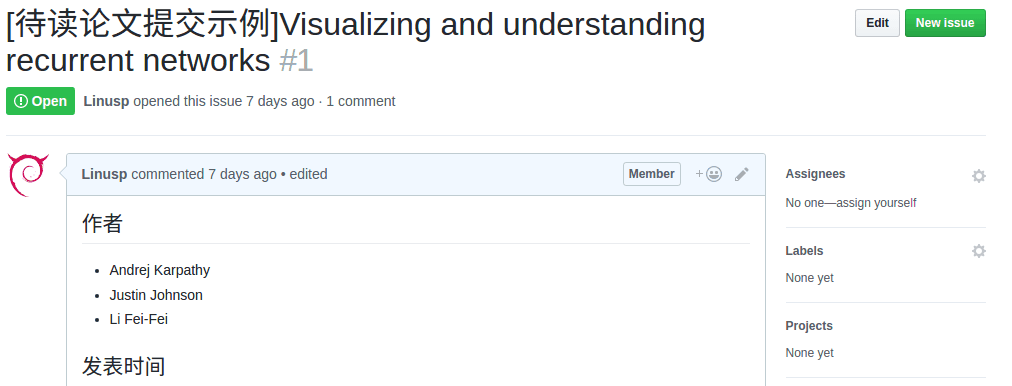 [待读论文提交示例]Visualizing and understanding
recurrent networks #1
Edit
New issue
Open
Linusp opened this issue 7 days ago · 1 comment
Linusp commented 7 days ago • edited
Member
+
作者
• Andrej Karpathy
• Justin Johnson
• Li Fei-Fei
发表时间
Assignees
No one—assign yourself
Labels
None yet
Projects
None yet